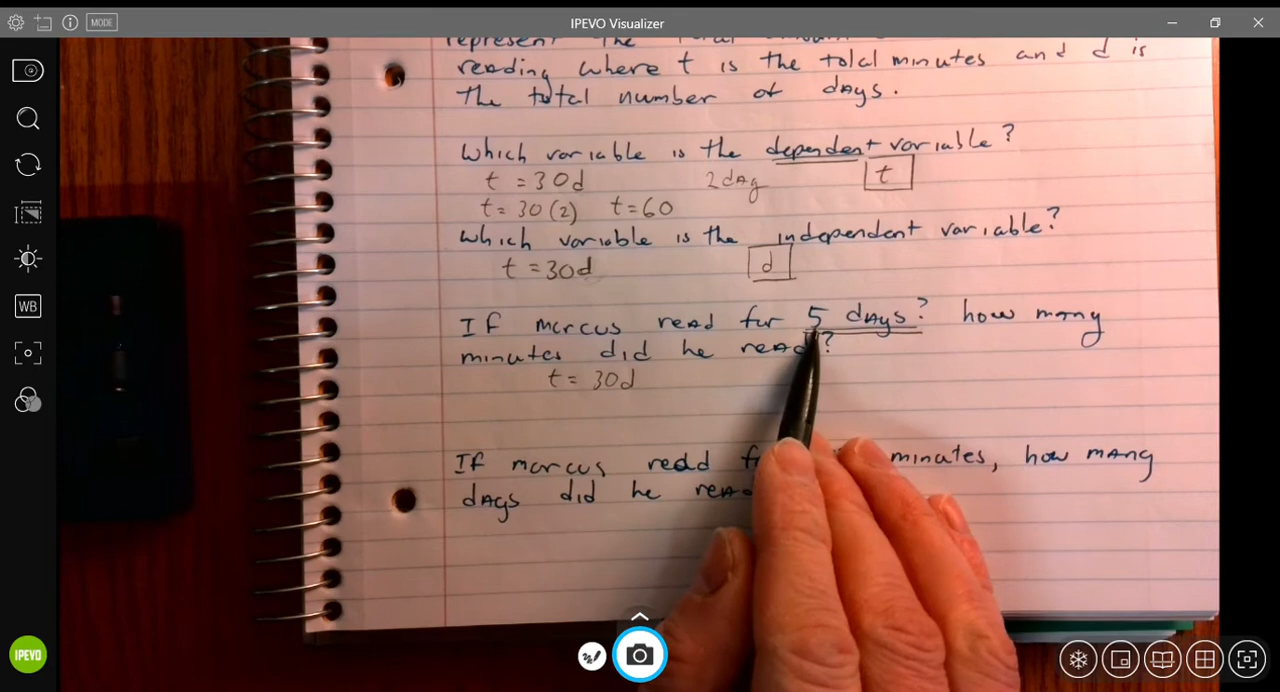 IPEVO Visualizer
MODE
represent the total
reading where t is the total minutes and d is
the total number of days.
Which variable is the dependent variable?
t = 30d 2 day t
t = 30(2) t = 60
Which variable is the independent variable?
t = 30d d
WB
If marcus read for 5 days? how many
minutes did he read?
t = 30d
If marcus read minutes, how many
days did he read
IPEVO